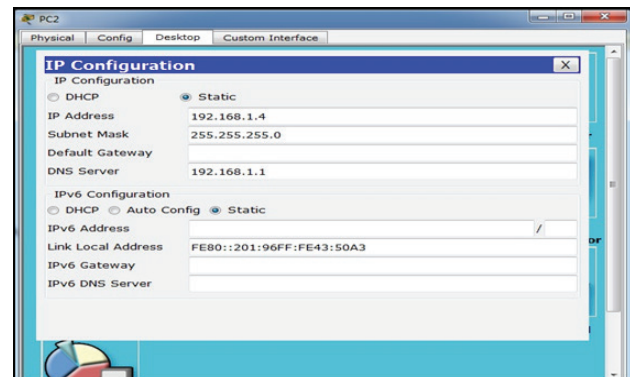 PC2
Physical Config Desktop Custom Interface
IP Configuration X
IP Configuration
DHCP Static
IP Address 192.168.1.4
Subnet Mask 255.255.255.0
Default Gateway
DNS Server 192.168.1.1
IPv6 Configuration
DHCP Auto Config Static
IPv6 Address /
Link Local Address FE80::201:96FF:FE43:50A3
IPv6 Gateway
IPv6 DNS Server